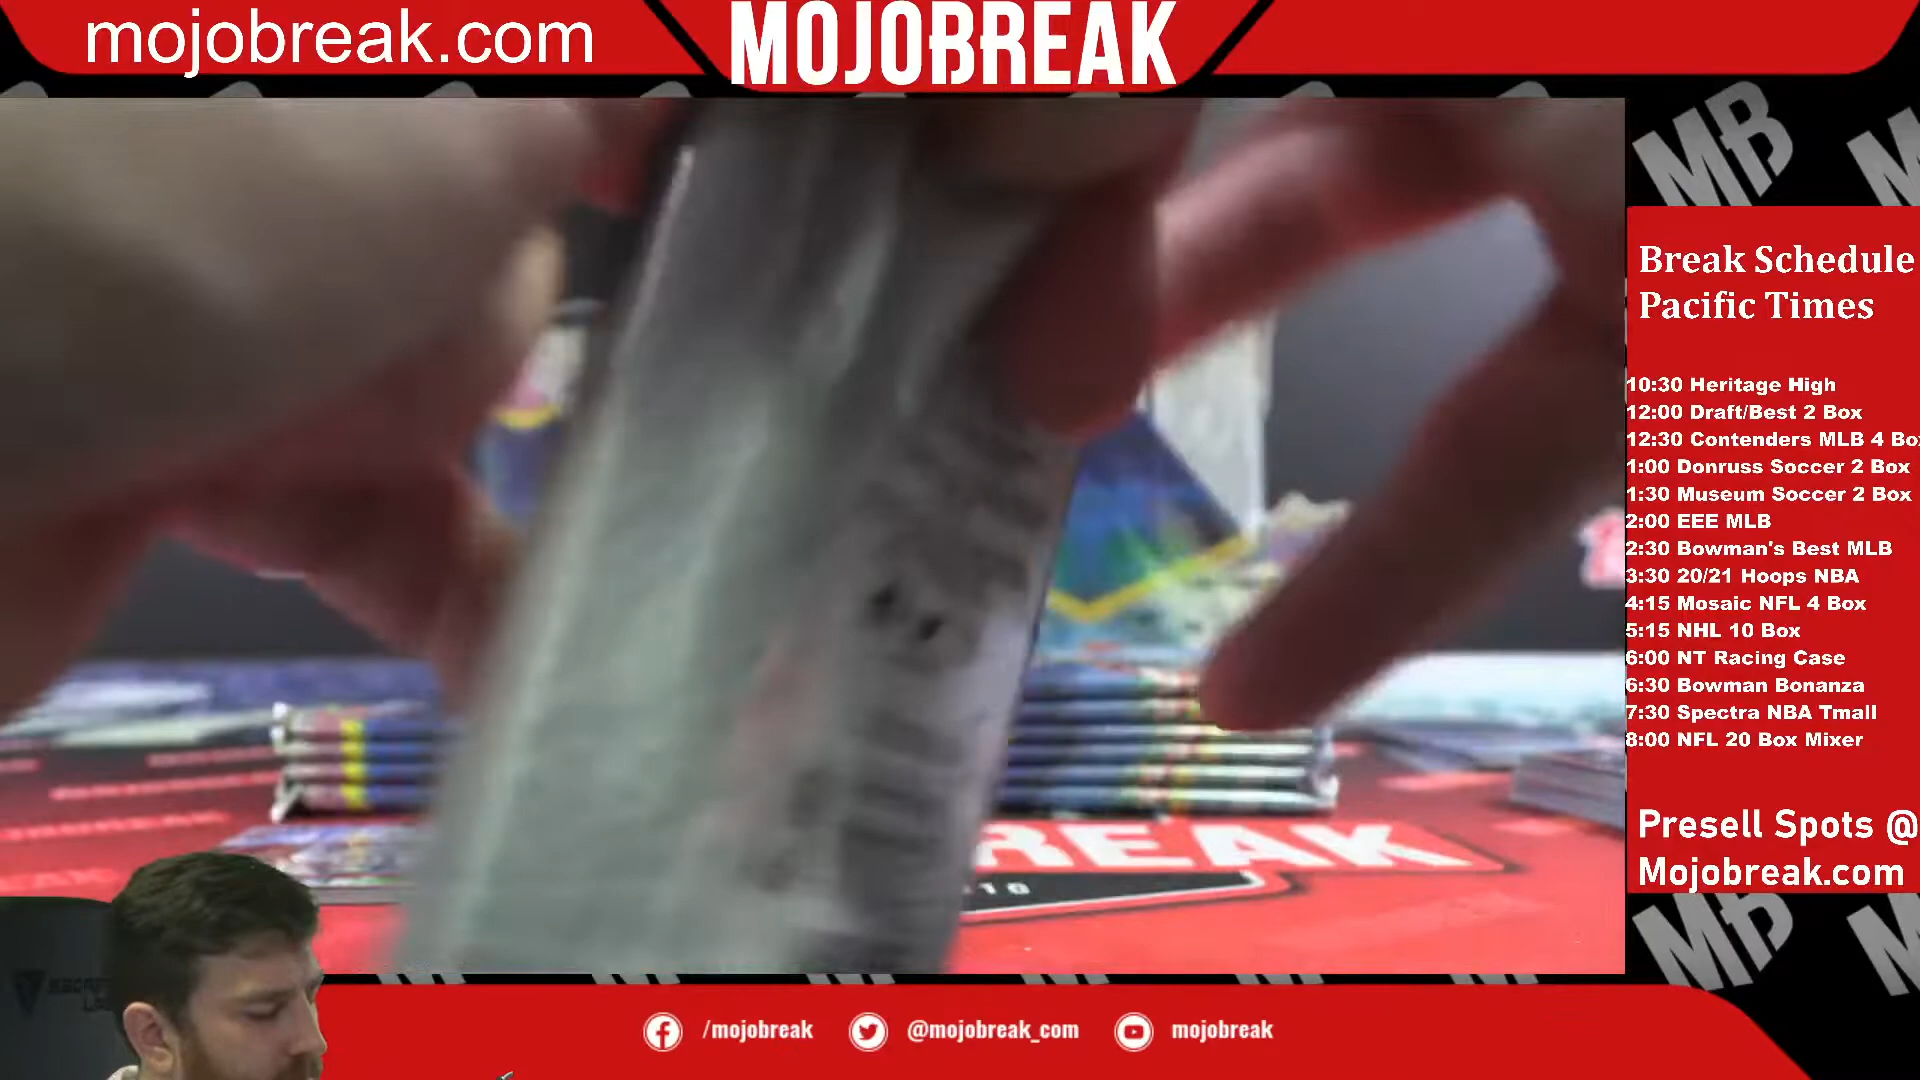 mojobreak.com
MOJOBREAK
MB
Break Schedule
Pacific Times
10:30 Heritage High
12:00 Draft/Best 2 Box
12:30 Contenders MLB 4 Box
1:00 Donruss Soccer 2 Box
1:30 Museum Soccer 2 Box
2:00 EEE MLB
2:30 Bowman's Best MLB
3:30 20/21 Hoops NBA
4:15 Mosaic NFL 4 Box
5:15 NHL 10 Box
6:00 NT Racing Case
6:30 Bowman Bonanza
7:30 Spectra NBA Tmall
8:00 NFL 20 Box Mixer
Presell Spots @
Mojobreak.com
MB
BREAK
/mojobreak
@mojobreak_com
mojobreak